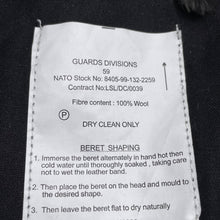 GUARDS DIVISIONS
59
NATO Stock No: 8405-99-132-2259
Contract No:LSL/DC/0039
Fibre content: 100% Wool
P
DRY CLEAN ONLY
BERET SHAPING
1. Immerse the beret alternately in hand hot then
cold water until thoroughly soaked, taking care
not to wet the leather band.
2. Then place the beret on the head and mould to
the desired shape.
3. Then leave the beret flat to dry naturally